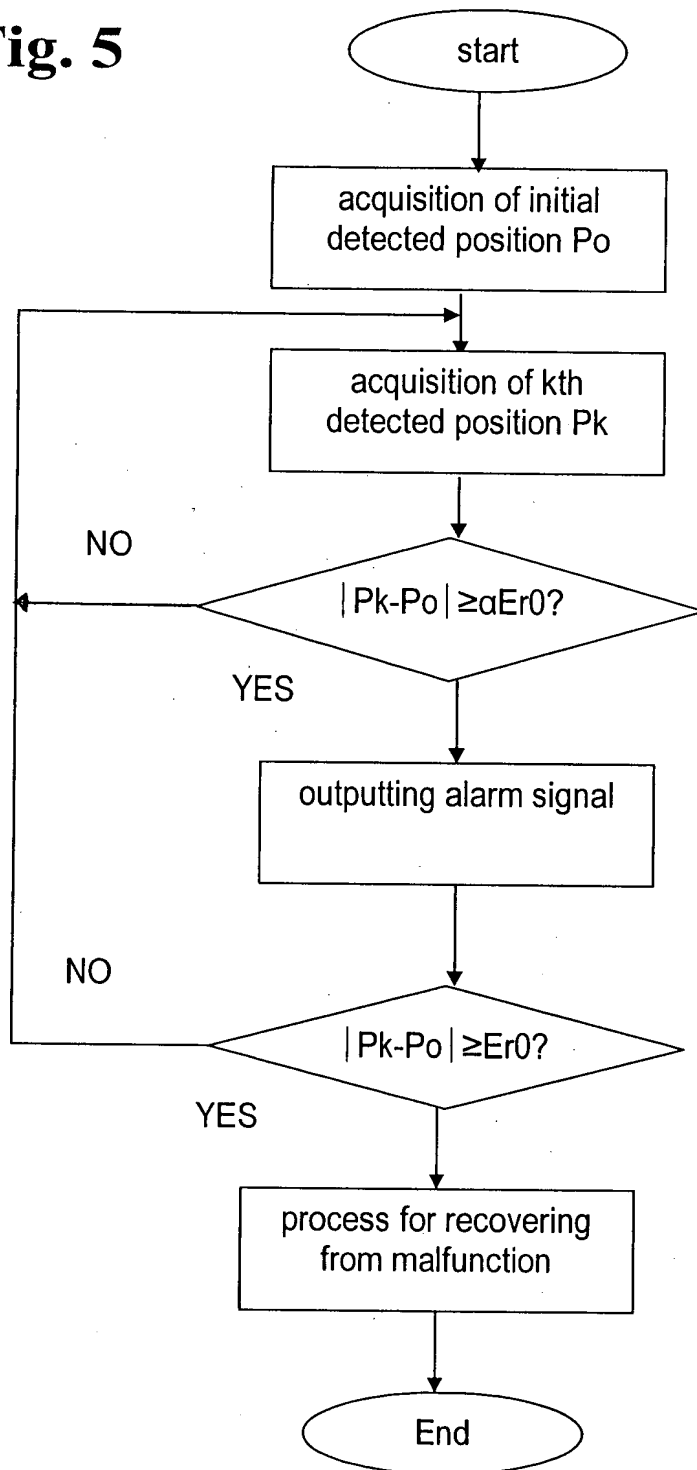 Fig. 5
start
acquisition of initial
detected position Po
acquisition of kth
detected position Pk
NO
|Pk-Po| ≥αEr0?
YES
outputting alarm signal
NO
|Pk-Po| ≥Er0?
YES
process for recovering
from malfunction
End